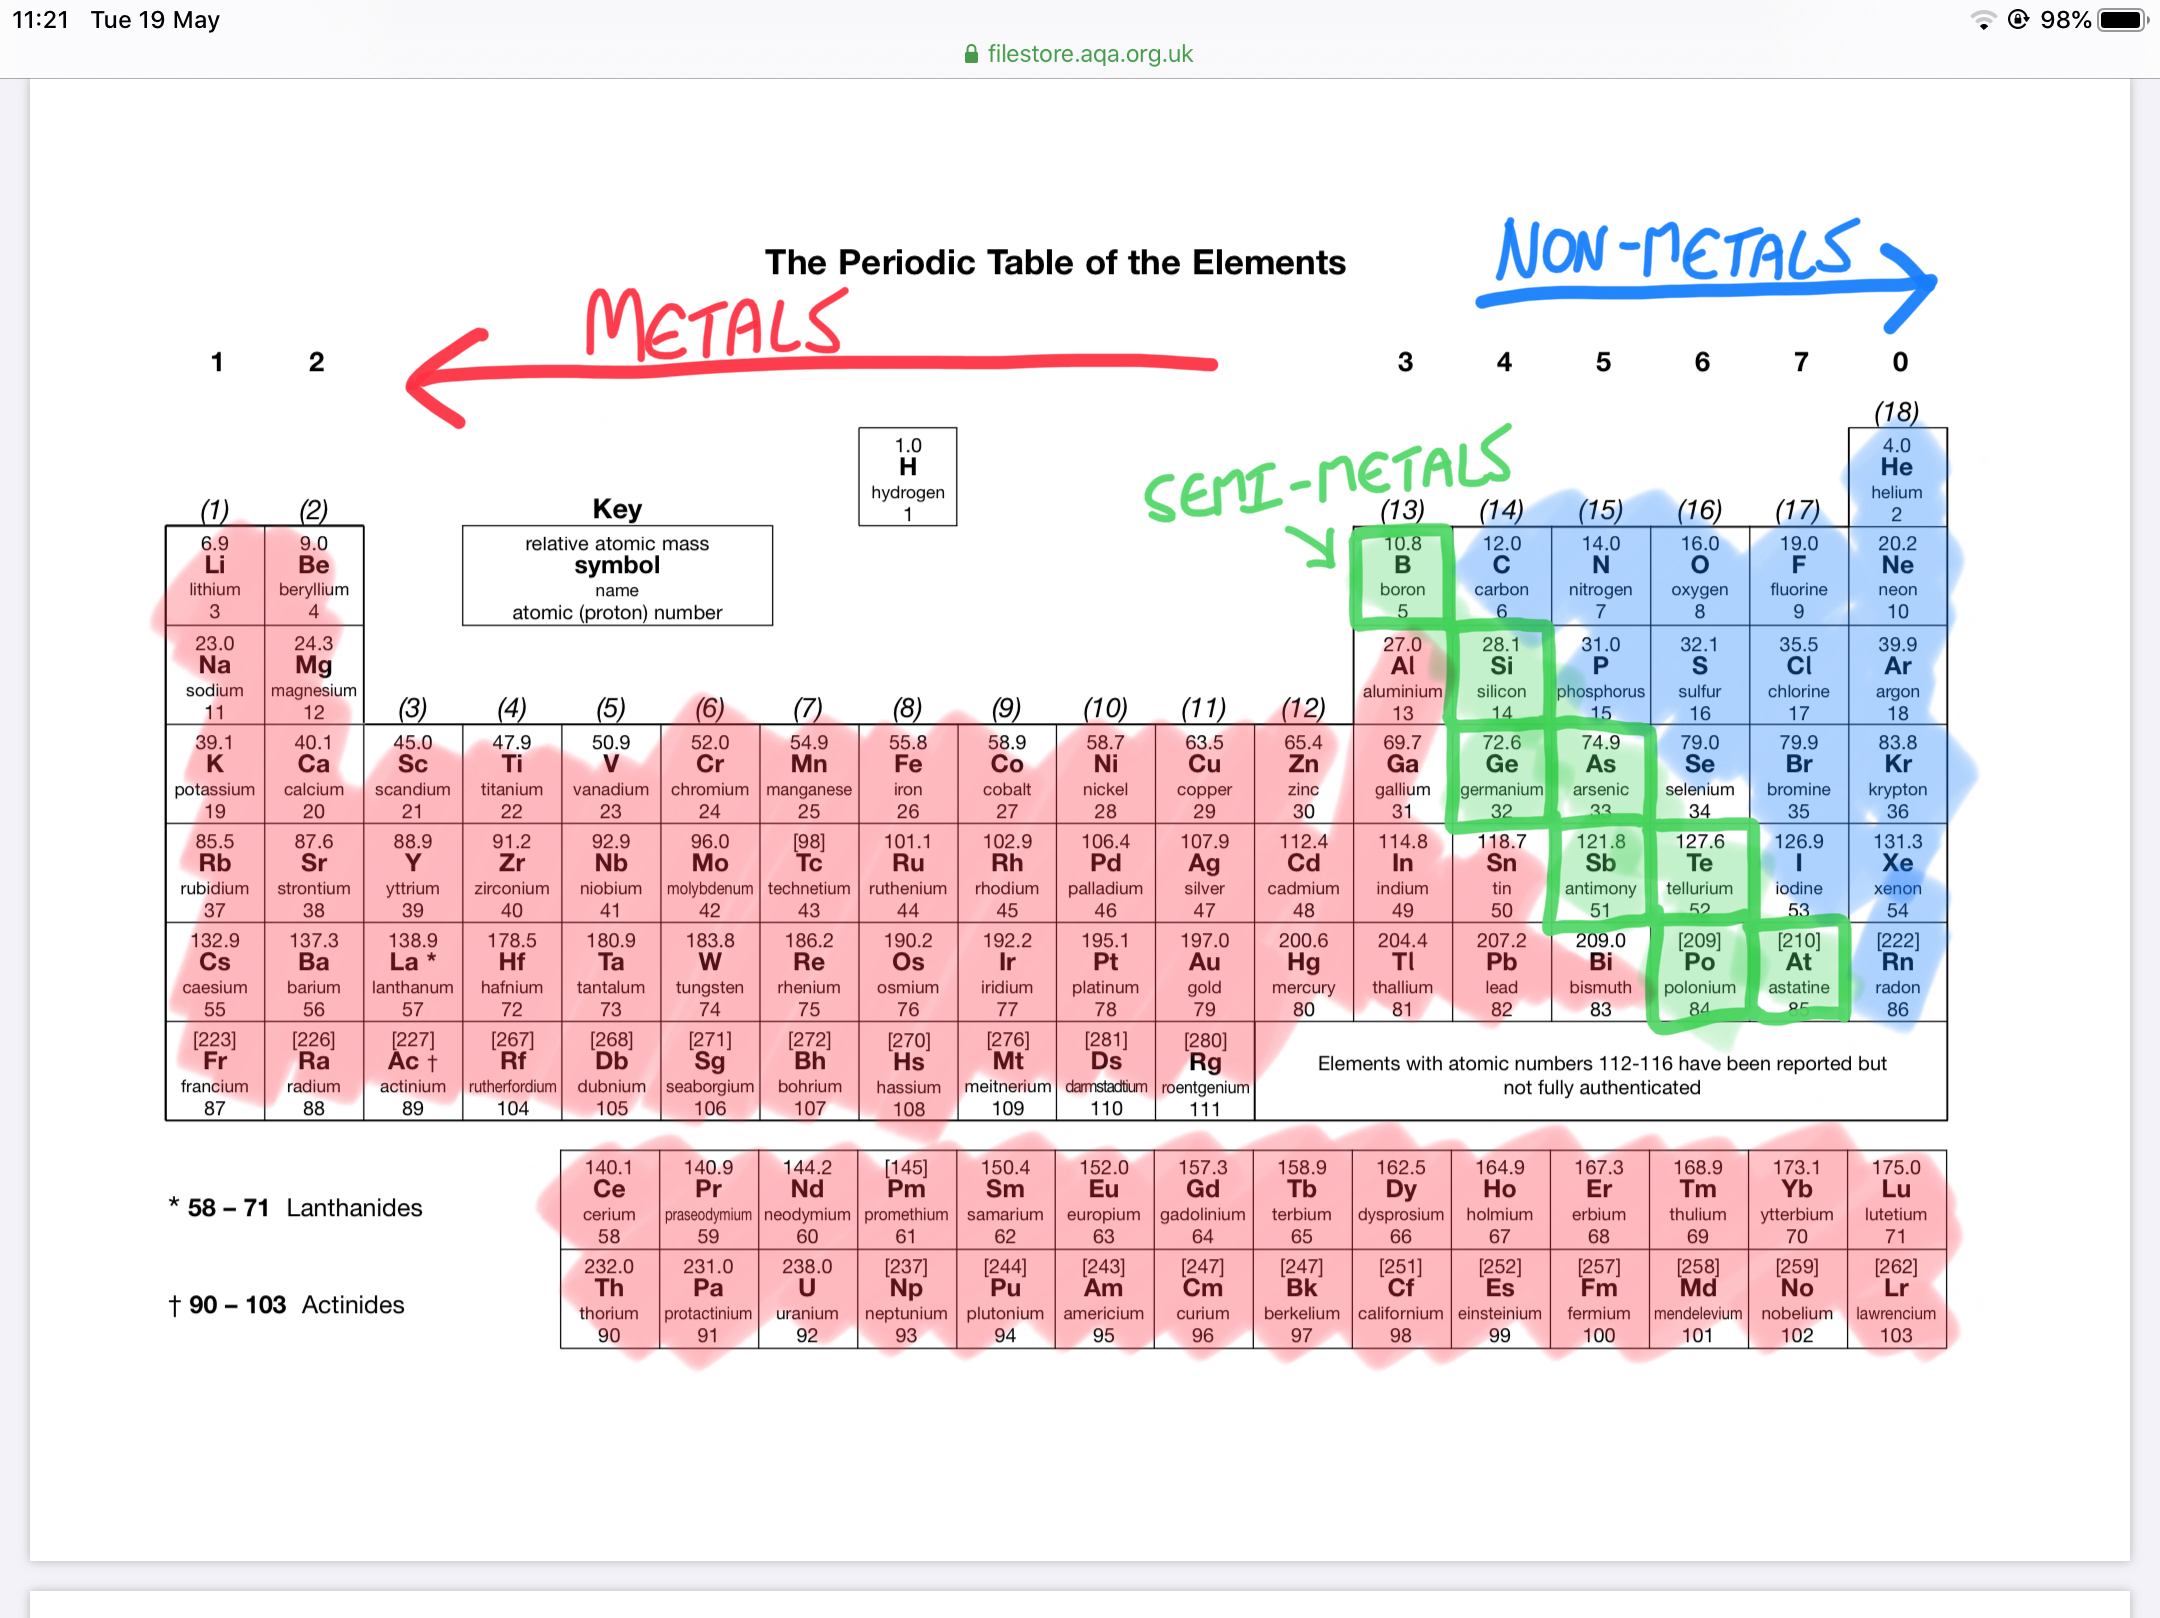 11:21 Tue 19 May 98%
filestore.aqa.org.uk
NON-METALS
The Periodic Table of the Elements
METALS
1 2 3 4 5 6 7 0
(18)
1.0 4.0
H He
hydrogen helium
1 2
SEMI-METALS
(1) (2) Key (13) (14) (15) (16) (17)
6.9 9.0 relative atomic mass 10.8 12.0 14.0 16.0 19.0 20.2
Li Be symbol B C N O F Ne
lithium beryllium name boron carbon nitrogen oxygen fluorine neon
3 4 atomic (proton) number 5 6 7 8 9 10
23.0 24.3 27.0 28.1 31.0 32.1 35.5 39.9
Na Mg Al Si P S Cl Ar
sodium magnesium aluminium silicon phosphorus sulfur chlorine argon
11 12 13 14 15 16 17 18
(3) (4) (5) (6) (7) (8) (9) (10) (11) (12)
39.1 40.1 45.0 47.9 50.9 52.0 54.9 55.8 58.9 58.7 63.5 65.4 69.7 72.6 74.9 79.0 79.9 83.8
K Ca Sc Ti V Cr Mn Fe Co Ni Cu Zn Ga Ge As Se Br Kr
potassium calcium scandium titanium vanadium chromium manganese iron cobalt nickel copper zinc gallium germanium arsenic selenium bromine krypton
19 20 21 22 23 24 25 26 27 28 29 30 31 32 33 34 35 36
85.5 87.6 88.9 91.2 92.9 96.0 [98] 101.1 102.9 106.4 107.9 112.4 114.8 118.7 121.8 127.6 126.9 131.3
Rb Sr Y Zr Nb Mo Tc Ru Rh Pd Ag Cd In Sn Sb Te I Xe
rubidium strontium yttrium zirconium niobium molybdenum technetium ruthenium rhodium palladium silver cadmium indium tin antimony tellurium iodine xenon
37 38 39 40 41 42 43 44 45 46 47 48 49 50 51 52 53 54
132.9 137.3 138.9 178.5 180.9 183.8 186.2 190.2 192.2 195.1 197.0 200.6 204.4 207.2 209.0 [209] [210] [222]
Cs Ba La * Hf Ta W Re Os Ir Pt Au Hg Tl Pb Bi Po At Rn
caesium barium lanthanum hafnium tantalum tungsten rhenium osmium iridium platinum gold mercury thallium lead bismuth polonium astatine radon
55 56 57 72 73 74 75 76 77 78 79 80 81 82 83 84 85 86
[223] [226] [227] [267] [268] [271] [272] [270] [276] [281] [280]
Fr Ra Ac † Rf Db Sg Bh Hs Mt Ds Rg
francium radium actinium rutherfordium dubnium seaborgium bohrium hassium meitnerium darmstadtium roentgenium
87 88 89 104 105 106 107 108 109 110 111
Elements with atomic numbers 112-116 have been reported but
not fully authenticated
140.1 140.9 144.2 [145] 150.4 152.0 157.3 158.9 162.5 164.9 167.3 168.9 173.1 175.0
Ce Pr Nd Pm Sm Eu Gd Tb Dy Ho Er Tm Yb Lu
* 58 – 71 Lanthanides
cerium praseodymium neodymium promethium samarium europium gadolinium terbium dysprosium holmium erbium thulium ytterbium lutetium
58 59 60 61 62 63 64 65 66 67 68 69 70 71
232.0 231.0 238.0 [237] [244] [243] [247] [247] [251] [252] [257] [258] [259] [262]
Th Pa U Np Pu Am Cm Bk Cf Es Fm Md No Lr
† 90 – 103 Actinides
thorium protactinium uranium neptunium plutonium americium curium berkelium californium einsteinium fermium mendelevium nobelium lawrencium
90 91 92 93 94 95 96 97 98 99 100 101 102 103